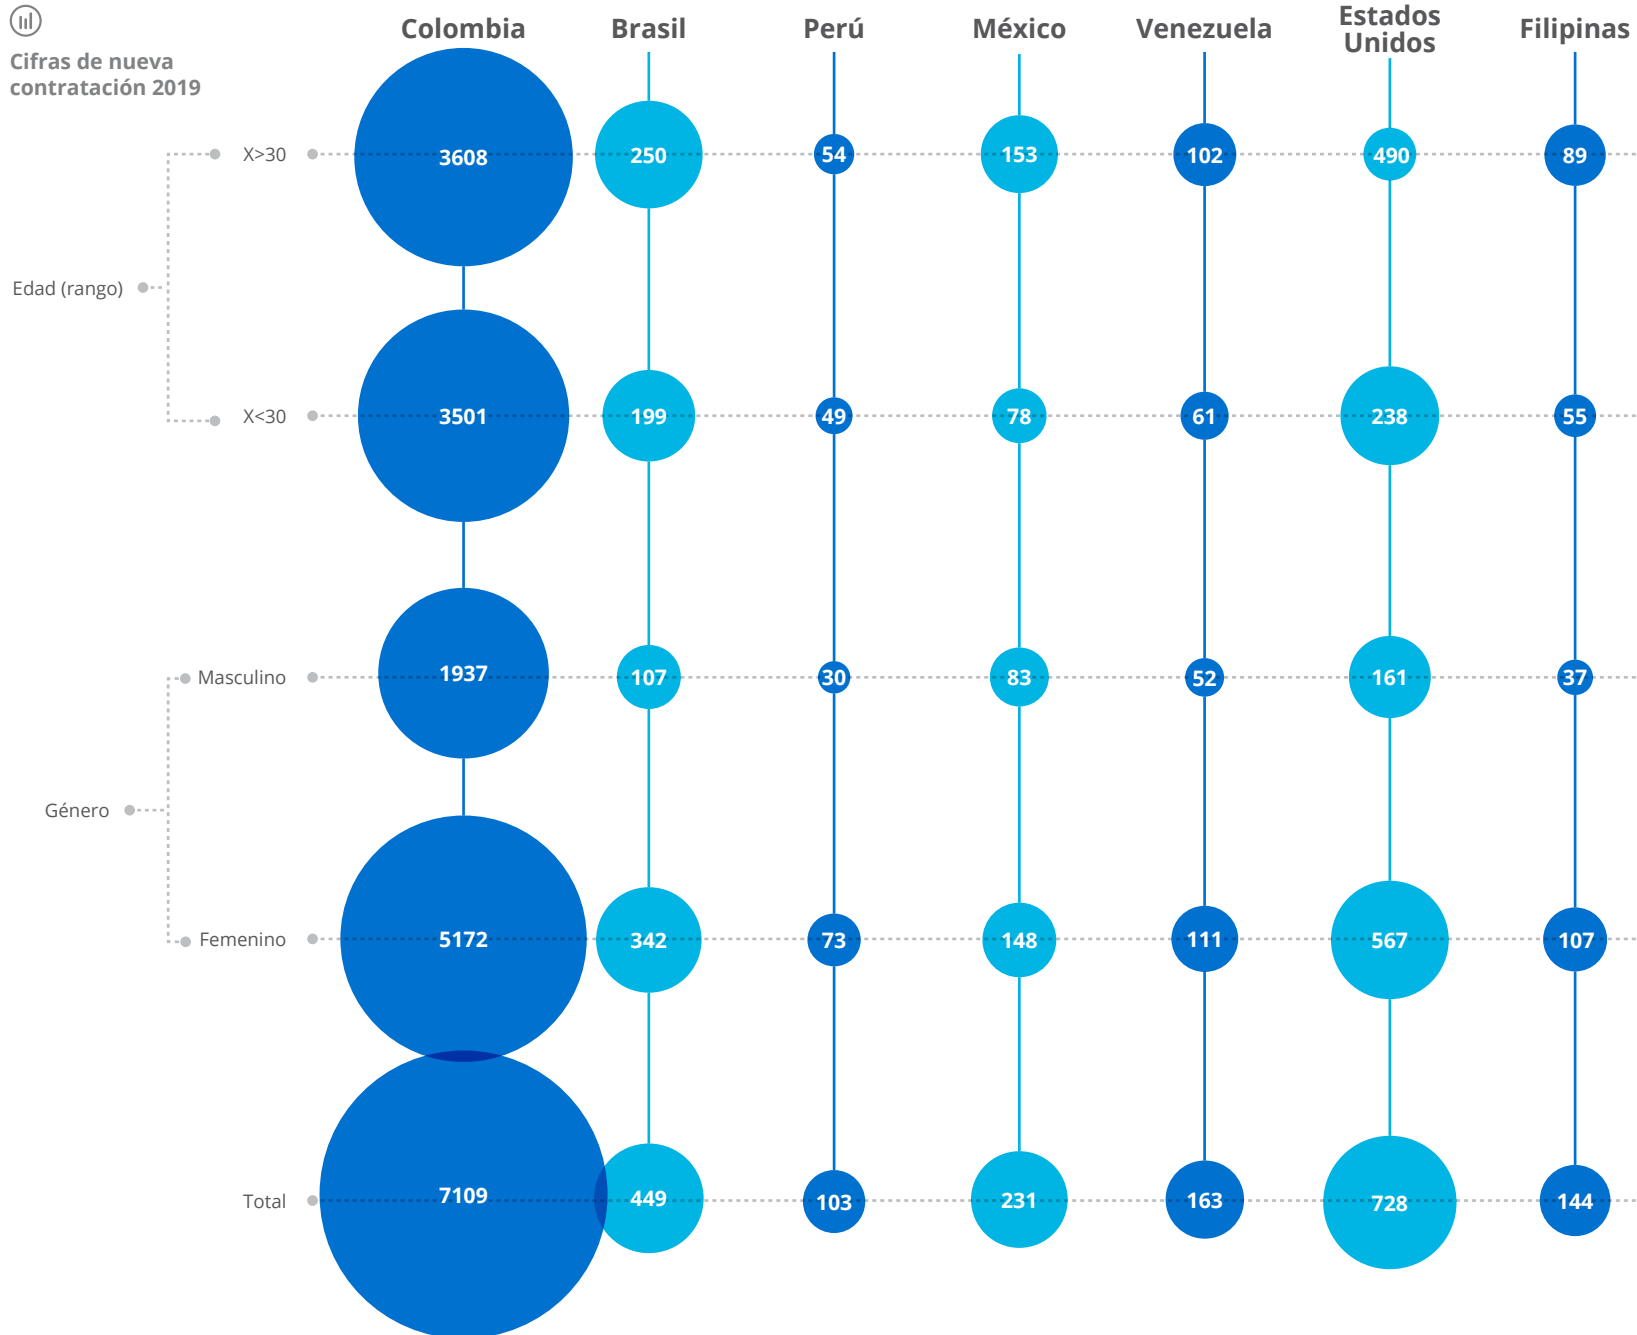 Cifras de nueva
contratación 2019
Colombia
Brasil
Perú
México
Venezuela
Estados
Unidos
Filipinas
Edad (rango)
X>30
3608
250
54
153
102
490
89
X<30
3501
199
49
78
61
238
55
Género
Masculino
1937
107
30
83
52
161
37
Femenino
5172
342
73
148
111
567
107
Total
7109
449
103
231
163
728
144